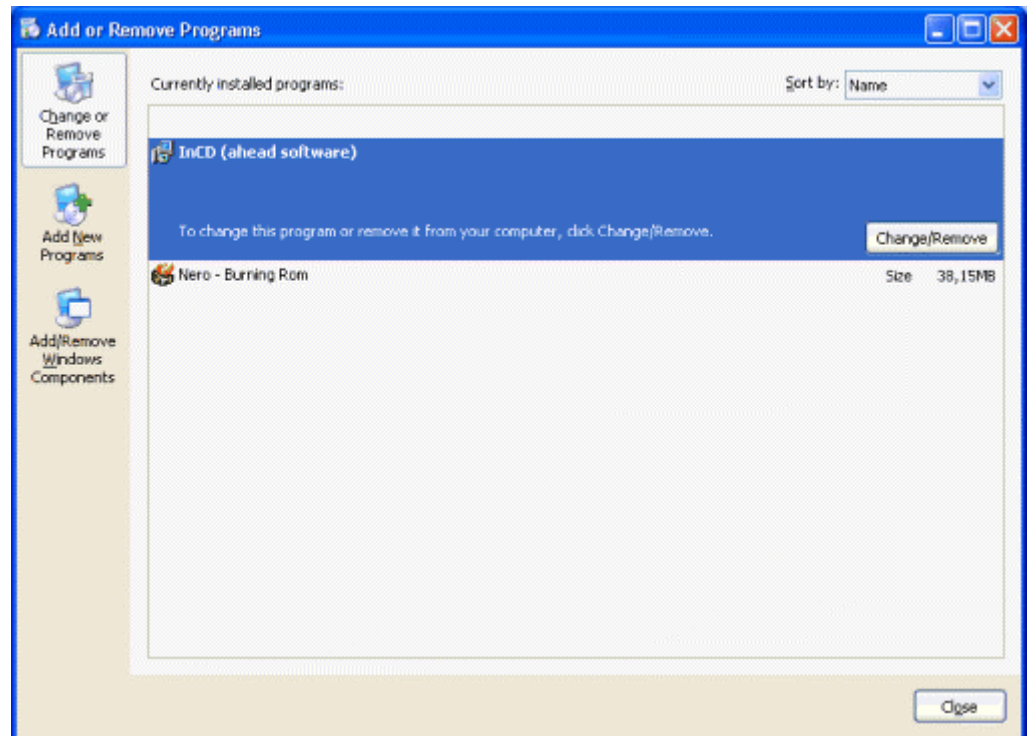 Add or Remove Programs
Change or
Remove
Programs
Add New
Programs
Add/Remove
Windows
Components
Currently installed programs:
Sort by: Name
InCD (ahead software)
To change this program or remove it from your computer, click Change/Remove.
Change/Remove
Nero - Burning Rom Size 38,15MB
Close